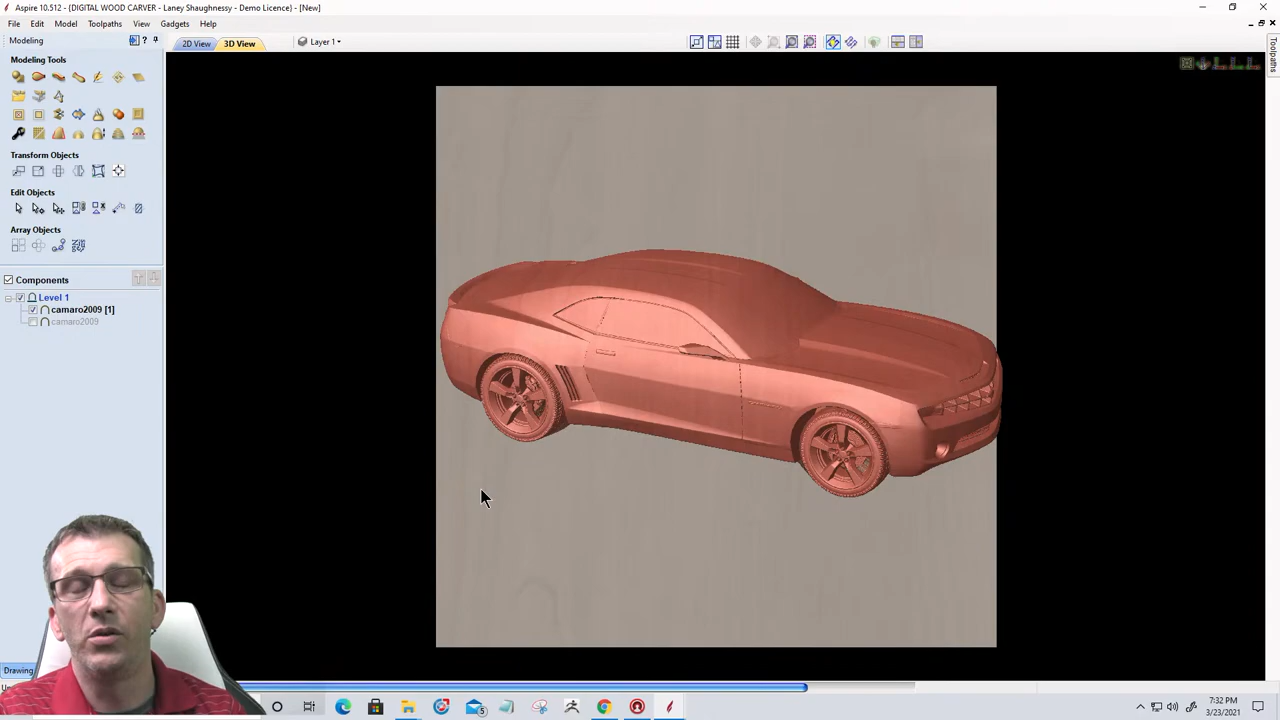 Aspire 10.512 - {DIGITAL WOOD CARVER - Laney Shaughnessy - Demo Licence} - [New]
File Edit Model Toolpaths View Gadgets Help
Modeling
2D View 3D View Layer 1
Toolpaths
Modeling Tools
Transform Objects
Edit Objects
Array Objects
Components
Level 1
camaro2009 [1]
camaro2009
Drawing
5
7:32 PM
3/23/2021